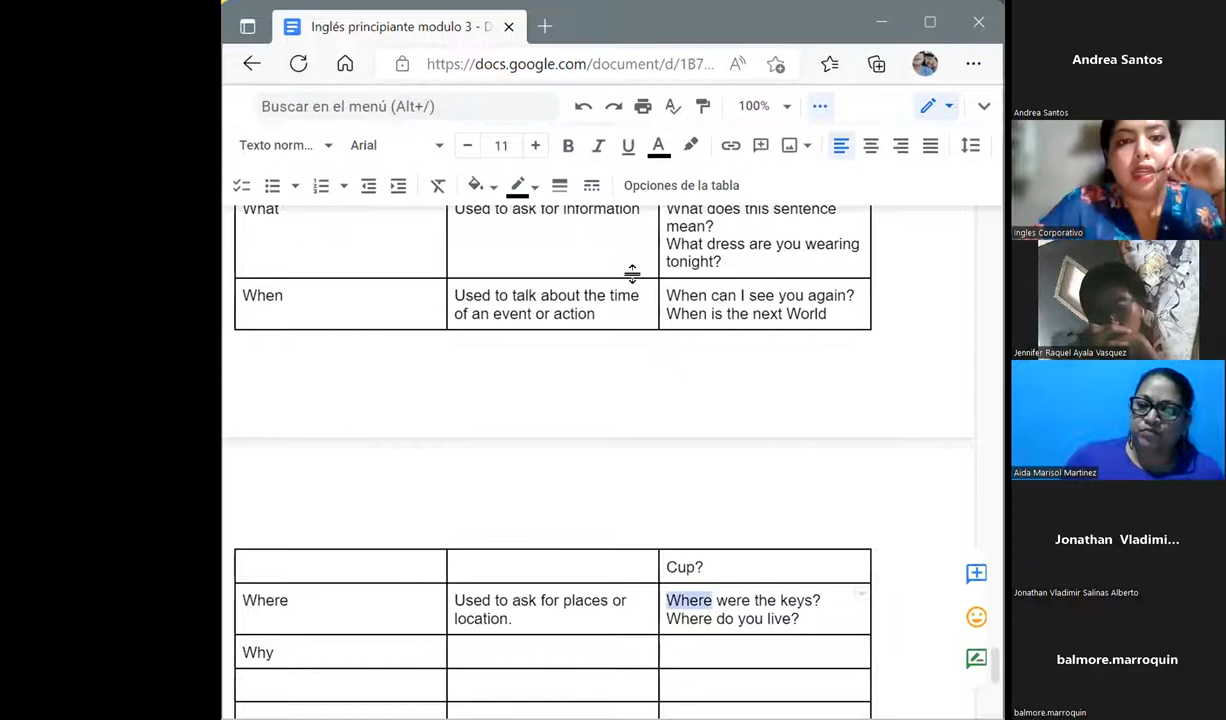 Inglés principiante modulo 3 - D
https://docs.google.com/document/d/1B7...
Buscar en el menú (Alt+/)
100%
Texto norm...
Arial
11
Opciones de la tabla
What
Used to ask for information
What does this sentence
mean?
What dress are you wearing
tonight?
When
Used to talk about the time
of an event or action
When can I see you again?
When is the next World
Cup?
Where
Used to ask for places or
location.
Where were the keys?
Where do you live?
Why
Andrea Santos
Andrea Santos
Ingles Corporativo
Jennifer Raquel Ayala Vasquez
Aida Marisol Martinez
Jonathan Vladimi...
Jonathan Vladimir Salinas Alberto
balmore.marroquin
balmore.marroquin